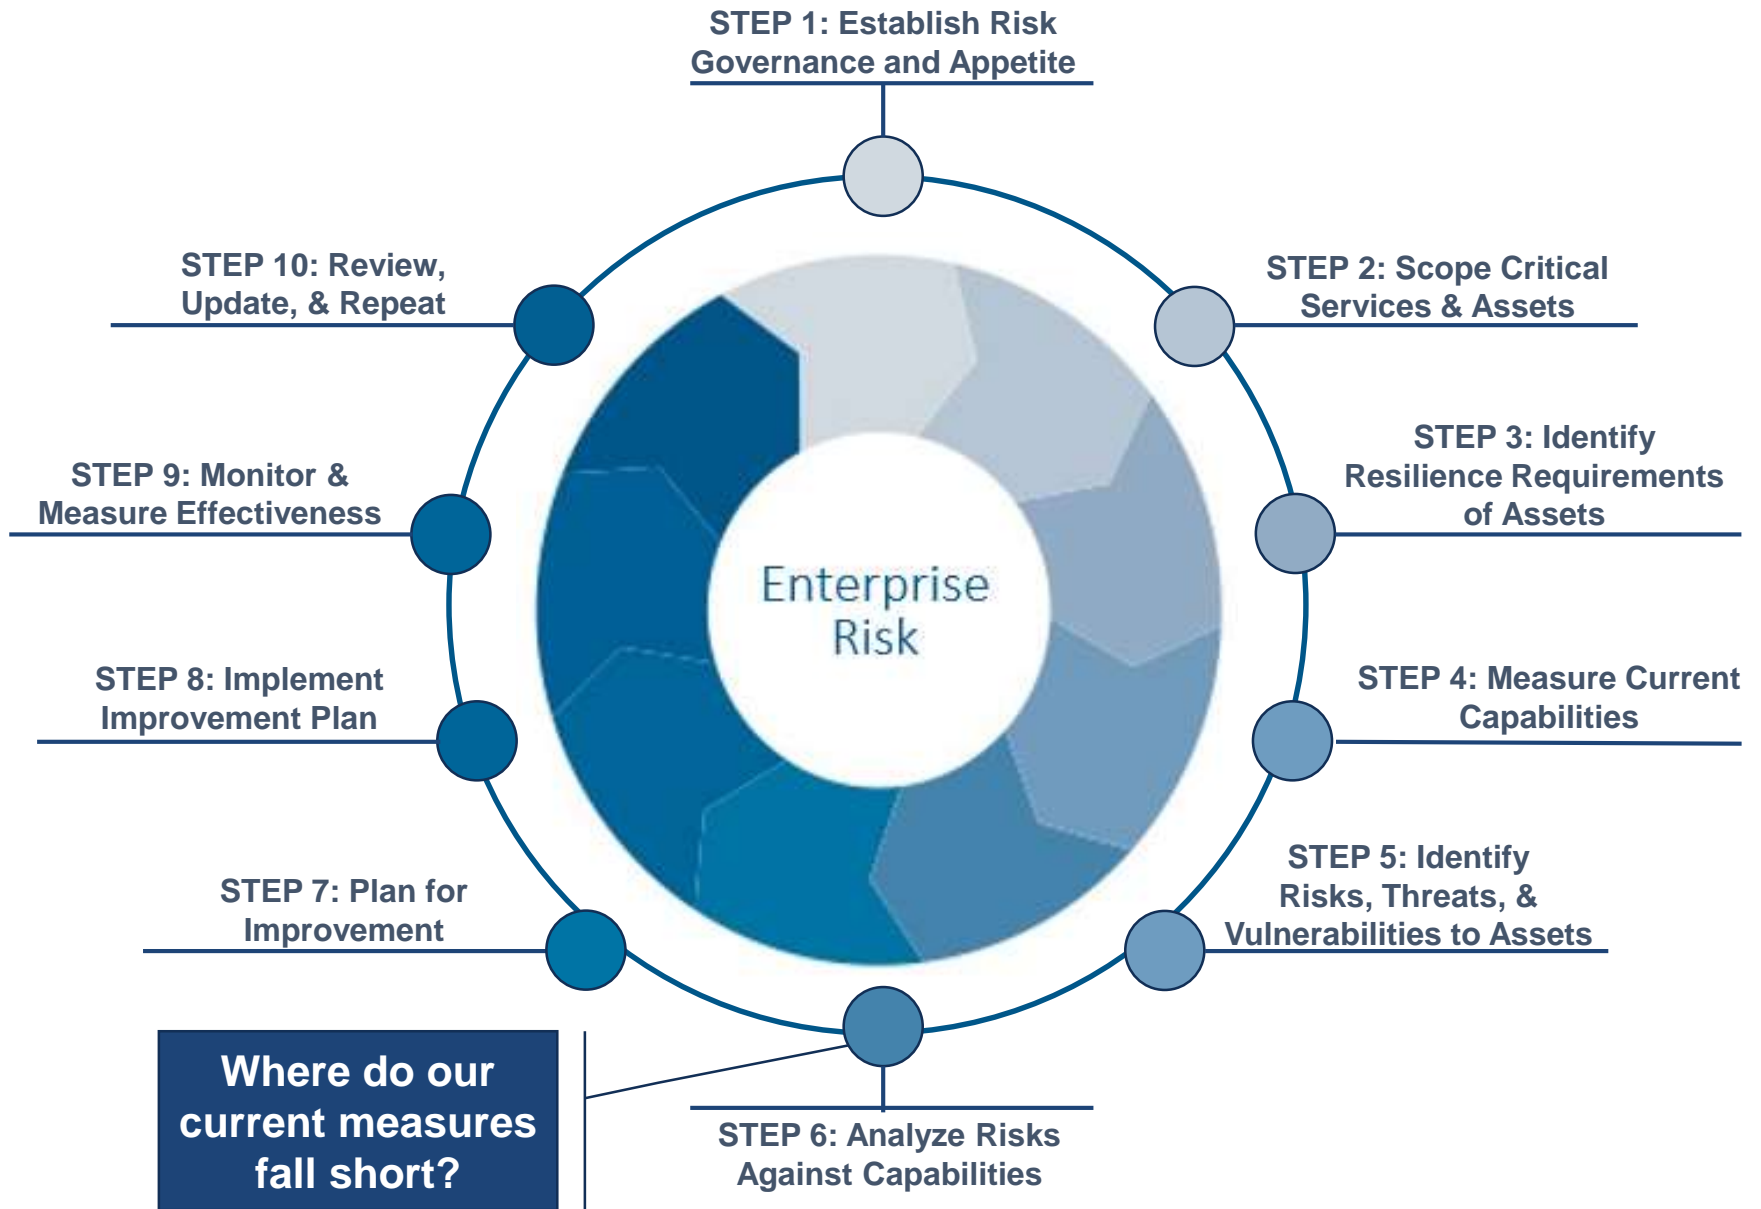 STEP 1: Establish Risk
Governance and Appetite
STEP 10: Review,
Update, & Repeat
STEP 2: Scope Critical
Services & Assets
STEP 3: Identify
Resilience Requirements
of Assets
STEP 9: Monitor &
Measure Effectiveness
Enterprise
Risk
STEP 8: Implement
Improvement Plan
STEP 4: Measure Current
Capabilities
STEP 5: Identify
Risks, Threats, &
Vulnerabilities to Assets
STEP 7: Plan for
Improvement
Where do our
current measures
fall short?
STEP 6: Analyze Risks
Against Capabilities